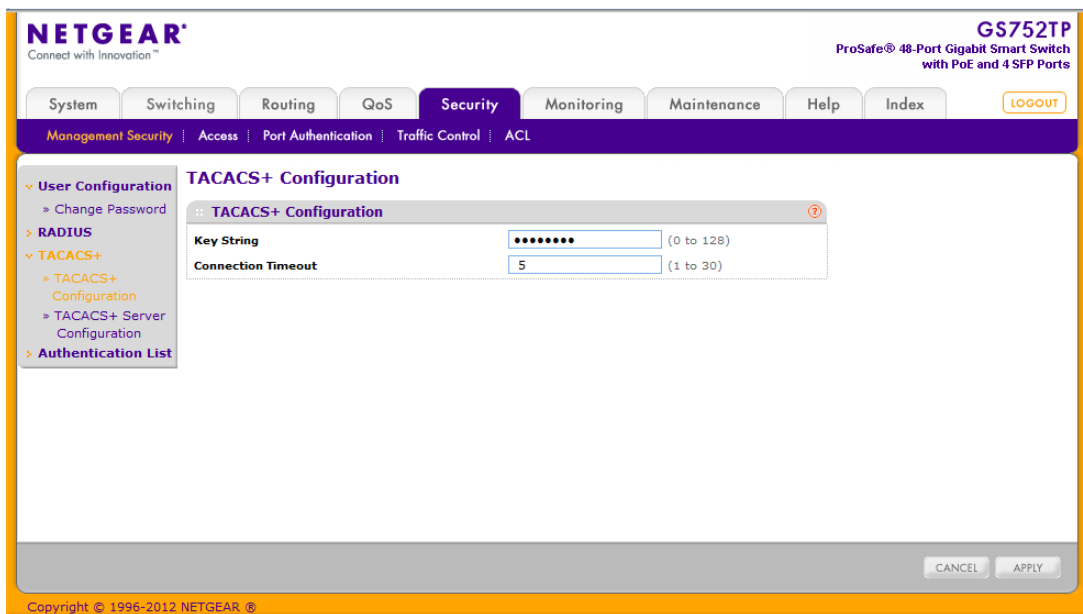 NETGEAR®
Connect with Innovation™
GS752TP
ProSafe® 48-Port Gigabit Smart Switch
with PoE and 4 SFP Ports
System Switching Routing QoS Security Monitoring Maintenance Help Index LOGOUT
Management Security | Access | Port Authentication | Traffic Control | ACL
User Configuration
» Change Password
RADIUS
TACACS+
» TACACS+
Configuration
» TACACS+ Server
Configuration
Authentication List
TACACS+ Configuration
TACACS+ Configuration ?
Key String ●●●●●●●● (0 to 128)
Connection Timeout 5 (1 to 30)
CANCEL APPLY
Copyright © 1996-2012 NETGEAR ®